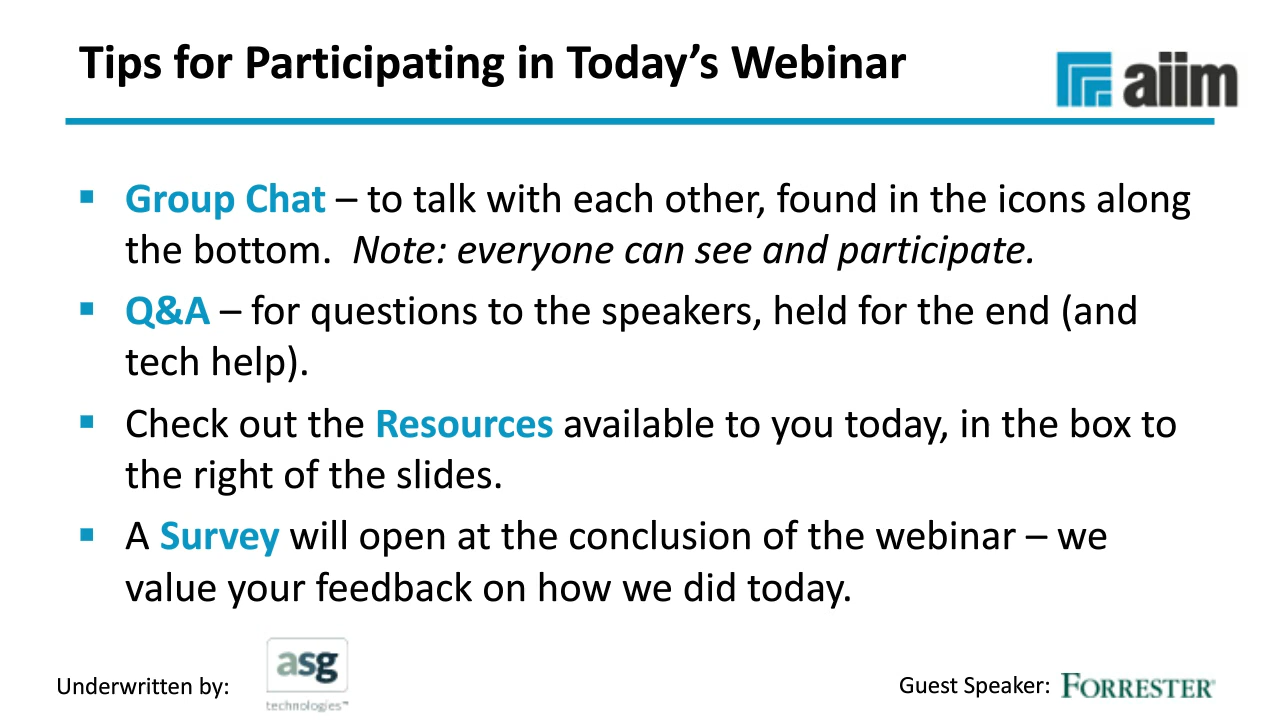 Tips for Participating in Today’s Webinar
aiim
▪ Group Chat – to talk with each other, found in the icons along
the bottom.  Note: everyone can see and participate.
▪ Q&A – for questions to the speakers, held for the end (and
tech help).
▪ Check out the Resources available to you today, in the box to
the right of the slides.
▪ A Survey will open at the conclusion of the webinar – we
value your feedback on how we did today.
Underwritten by:
asg
technologies™
Guest Speaker:
FORRESTER®